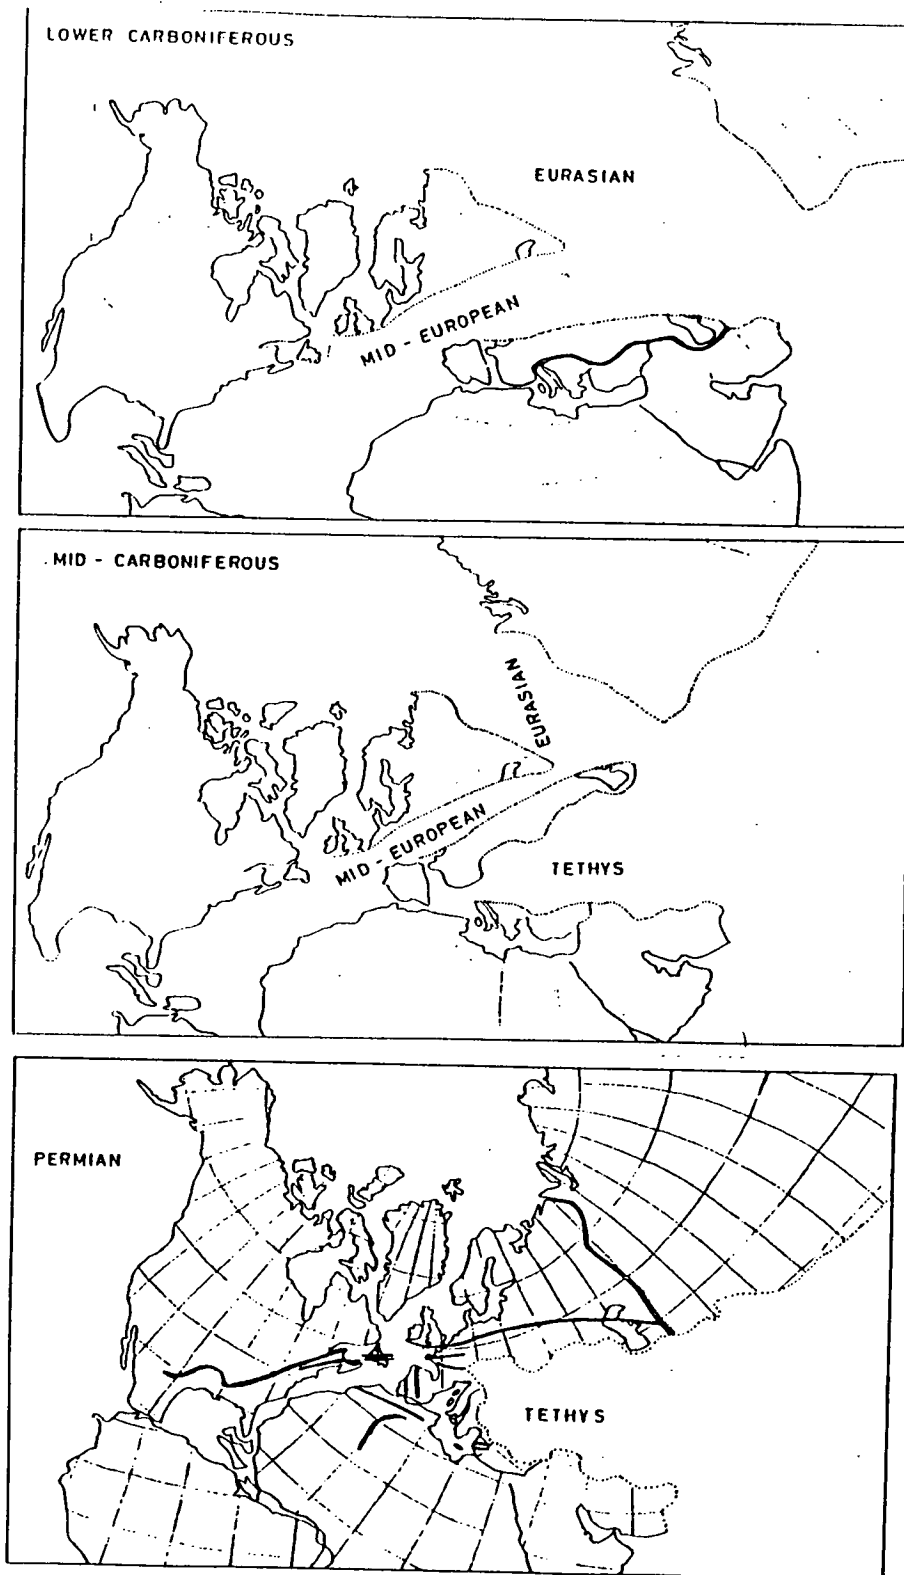 LOWER CARBONIFEROUS
EURASIAN
MID - EUROPEAN
MID - CARBONIFEROUS
EURASIAN
MID - EUROPEAN
TETHYS
PERMIAN
TETHYS